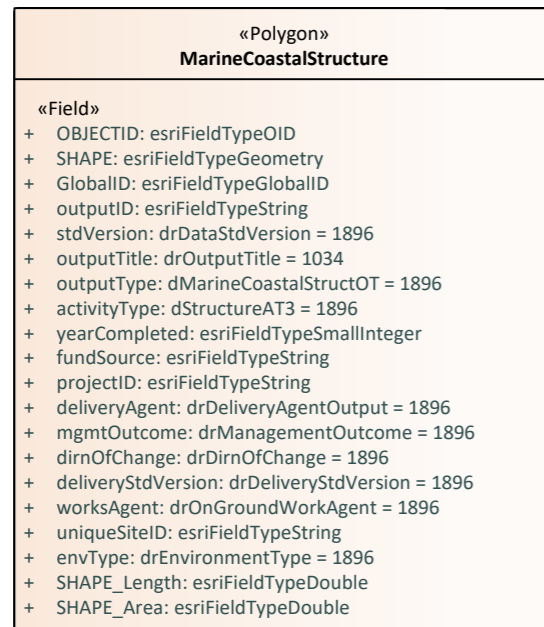 «Polygon»
MarineCoastalStructure
«Field»
+ OBJECTID: esriFieldTypeOID
+ SHAPE: esriFieldTypeGeometry
+ GlobalID: esriFieldTypeGlobalID
+ outputID: esriFieldTypeString
+ stdVersion: drDataStdVersion = 1896
+ outputTitle: drOutputTitle = 1034
+ outputType: dMarineCoastalStructOT = 1896
+ activityType: dStructureAT3 = 1896
+ yearCompleted: esriFieldTypeSmallInteger
+ fundSource: esriFieldTypeString
+ projectID: esriFieldTypeString
+ deliveryAgent: drDeliveryAgentOutput = 1896
+ mgmtOutcome: drManagementOutcome = 1896
+ dirnOfChange: drDirnOfChange = 1896
+ deliveryStdVersion: drDeliveryStdVersion = 1896
+ worksAgent: drOnGroundWorkAgent = 1896
+ uniqueSiteID: esriFieldTypeString
+ envType: drEnvironmentType = 1896
+ SHAPE_Length: esriFieldTypeDouble
+ SHAPE_Area: esriFieldTypeDouble